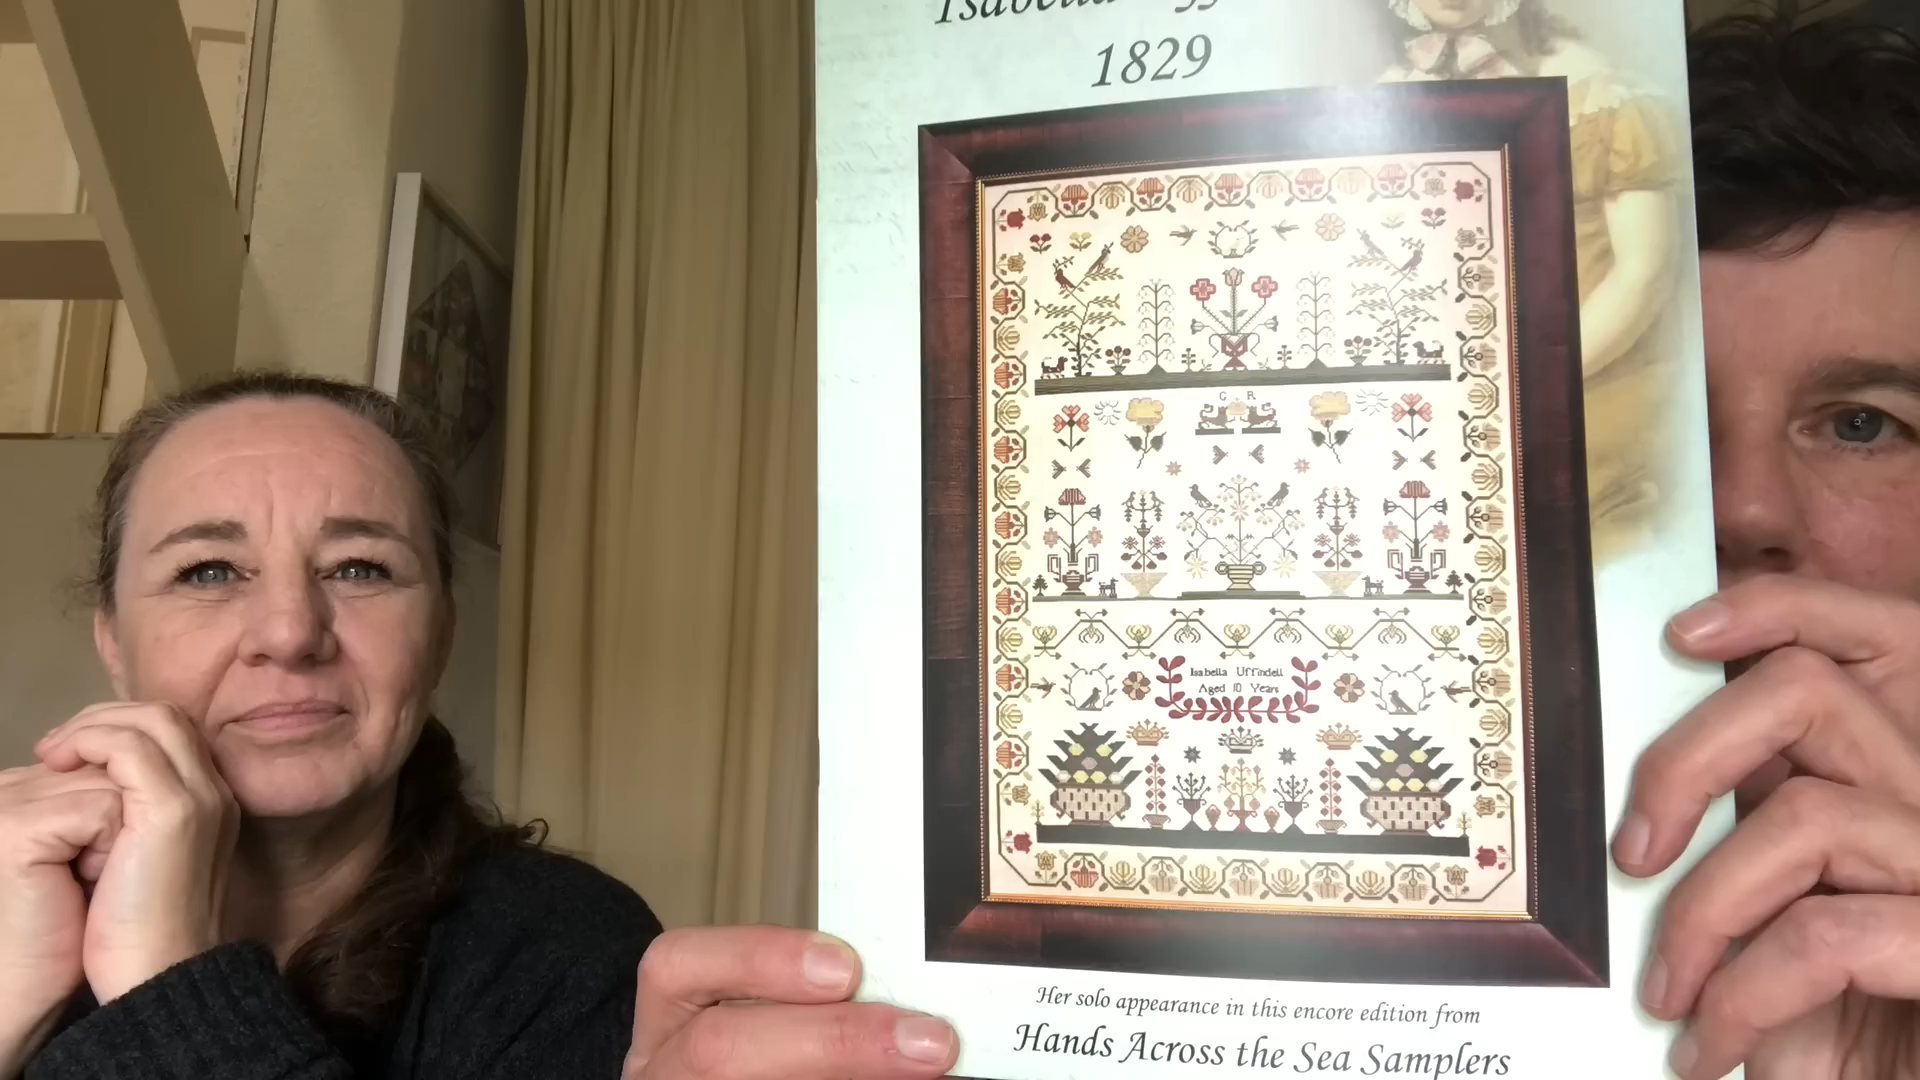 Isabella
1829
G R
Isabella Uffindell
Aged 10 Years
Her solo appearance in this encore edition from
Hands Across the Sea Samplers